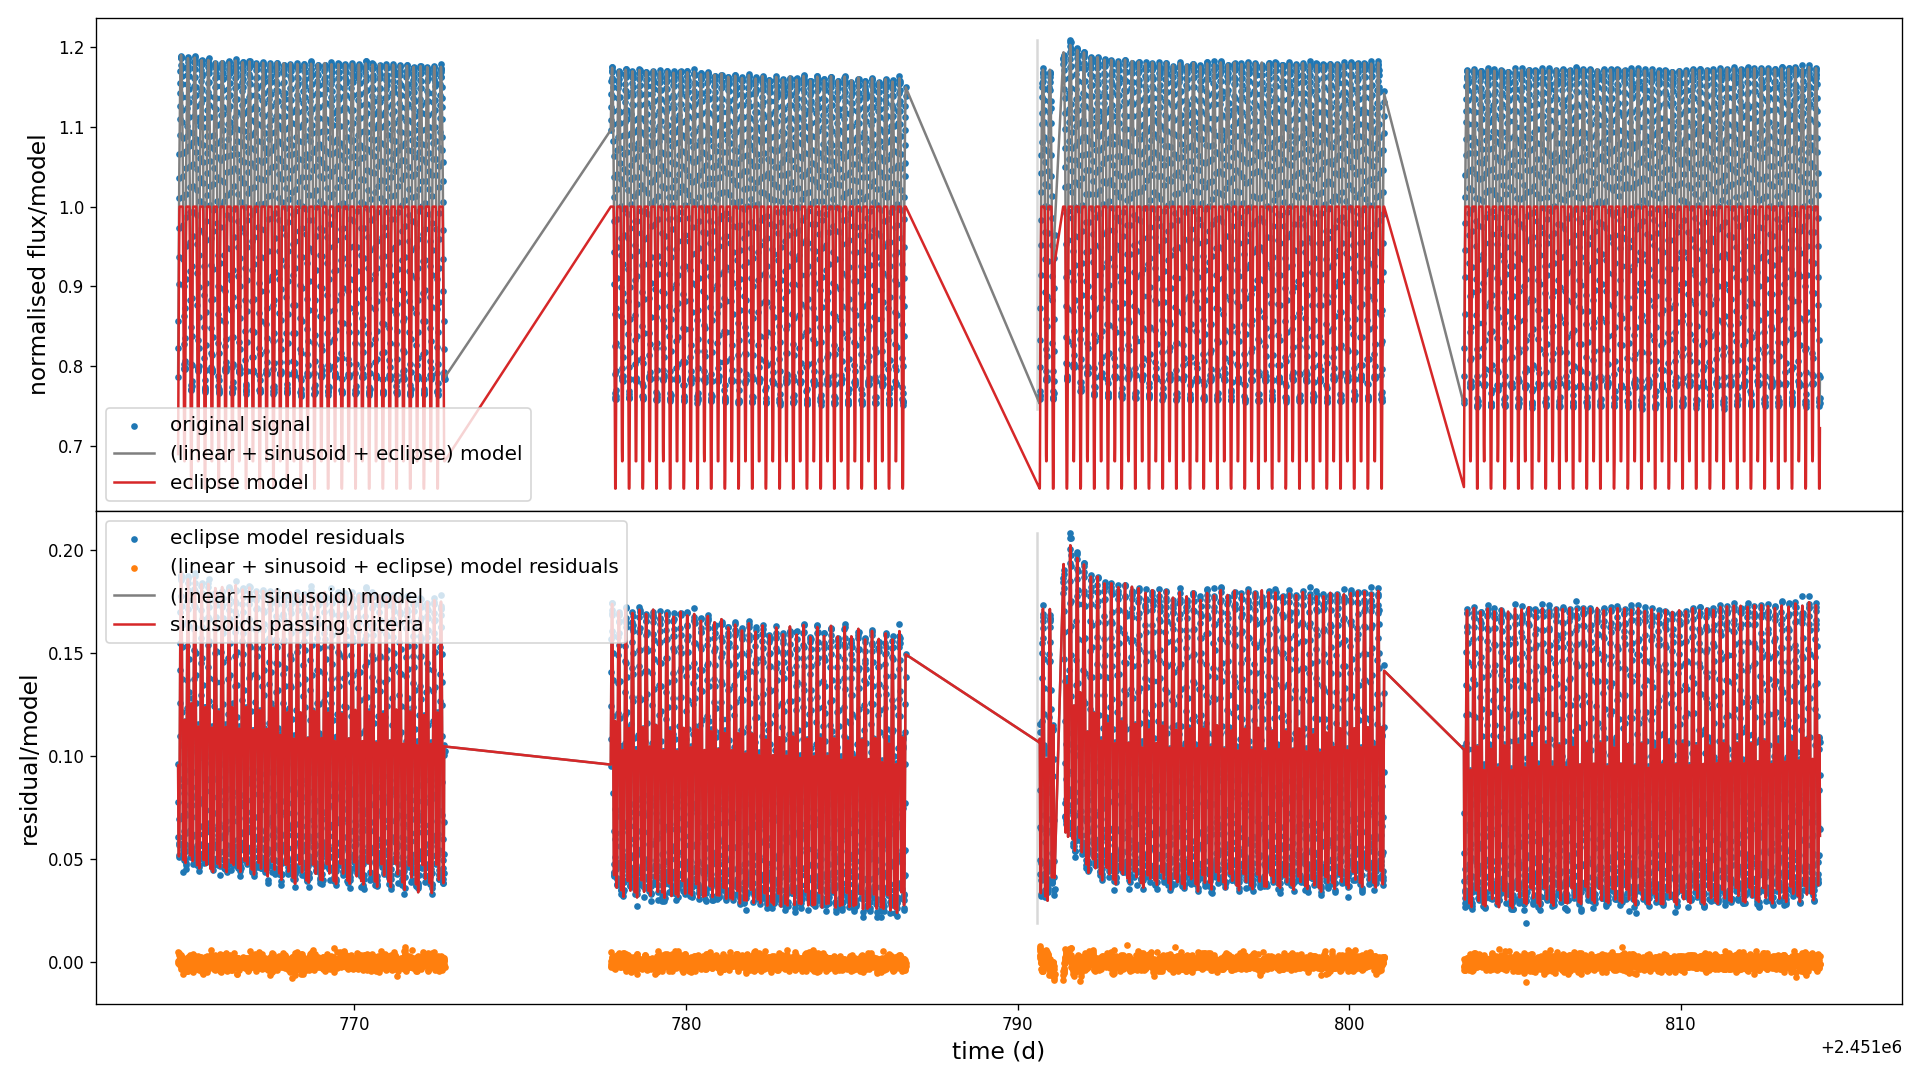 normalised flux/model
1.2
1.1
1.0
0.9
0.8
0.7
original signal
(linear + sinusoid + eclipse) model
eclipse model
residual/model
0.20
0.15
0.10
0.05
0.00
eclipse model residuals
(linear + sinusoid + eclipse) model residuals
(linear + sinusoid) model
sinusoids passing criteria
770 780 790 800 810
time (d)
+2.451e6